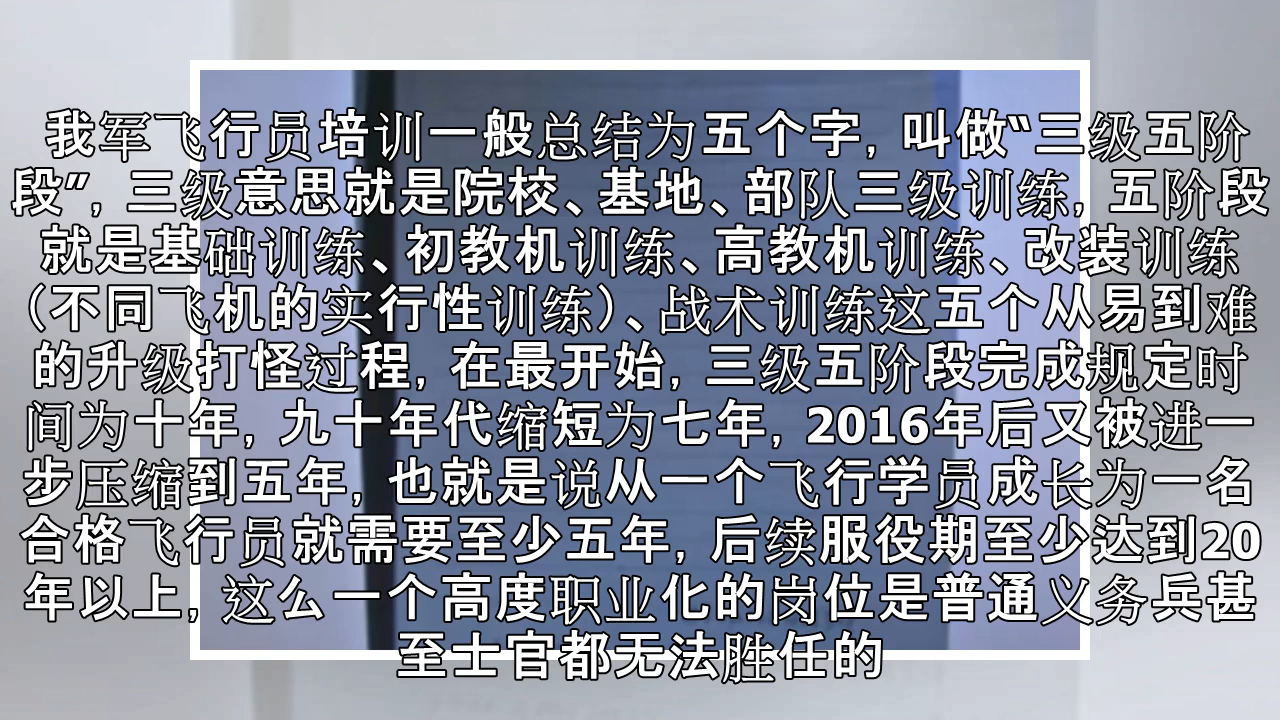 我军飞行员培训一般总结为五个字，叫做“三级五阶
段”，三级意思就是院校、基地、部队三级训练，五阶段
就是基础训练、初教机训练、高教机训练、改装训练
（不同飞机的实行性训练）、战术训练这五个从易到难
的升级打怪过程，在最开始，三级五阶段完成规定时
间为十年，九十年代缩短为七年，2016年后又被进一
步压缩到五年，也就是说从一个飞行学员成长为一名
合格飞行员就需要至少五年，后续服役期至少达到20
年以上，这么一个高度职业化的岗位是普通义务兵甚
至士官都无法胜任的